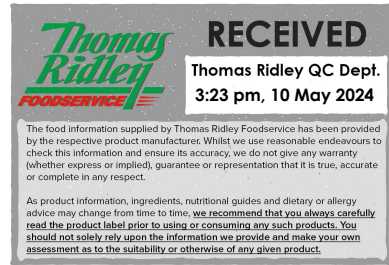 Thomas
Ridley
FOODSERVICE
RECEIVED
Thomas Ridley QC Dept.
3:23 pm, 10 May 2024
The food information supplied by Thomas Ridley Foodservice has been provided
by the respective product manufacturer. Whilst we use reasonable endeavours to
check this information and ensure its accuracy, we do not give any warranty
(whether express or implied), guarantee or representation that it is true, accurate
or complete in any respect.
As product information, ingredients, nutritional guides and dietary or allergy
advice may change from time to time, we recommend that you always carefully
read the product label prior to using or consuming any such products. You
should not solely rely upon the information we provide and make your own
assessment as to the suitability or otherwise of any given product.